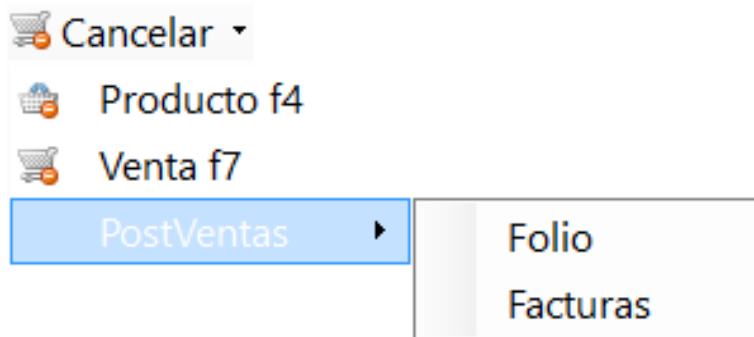 Cancelar
Producto f4
Venta f7
PostVentas
Folio
Facturas